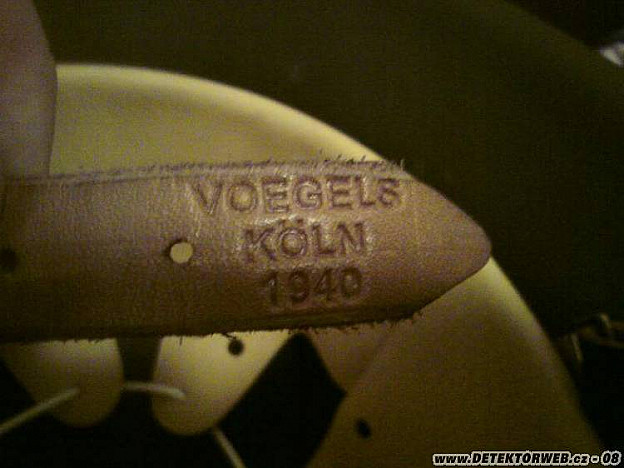 VOEGELS
KÖLN
1940
www.DETEKTORWEB.cz - 08